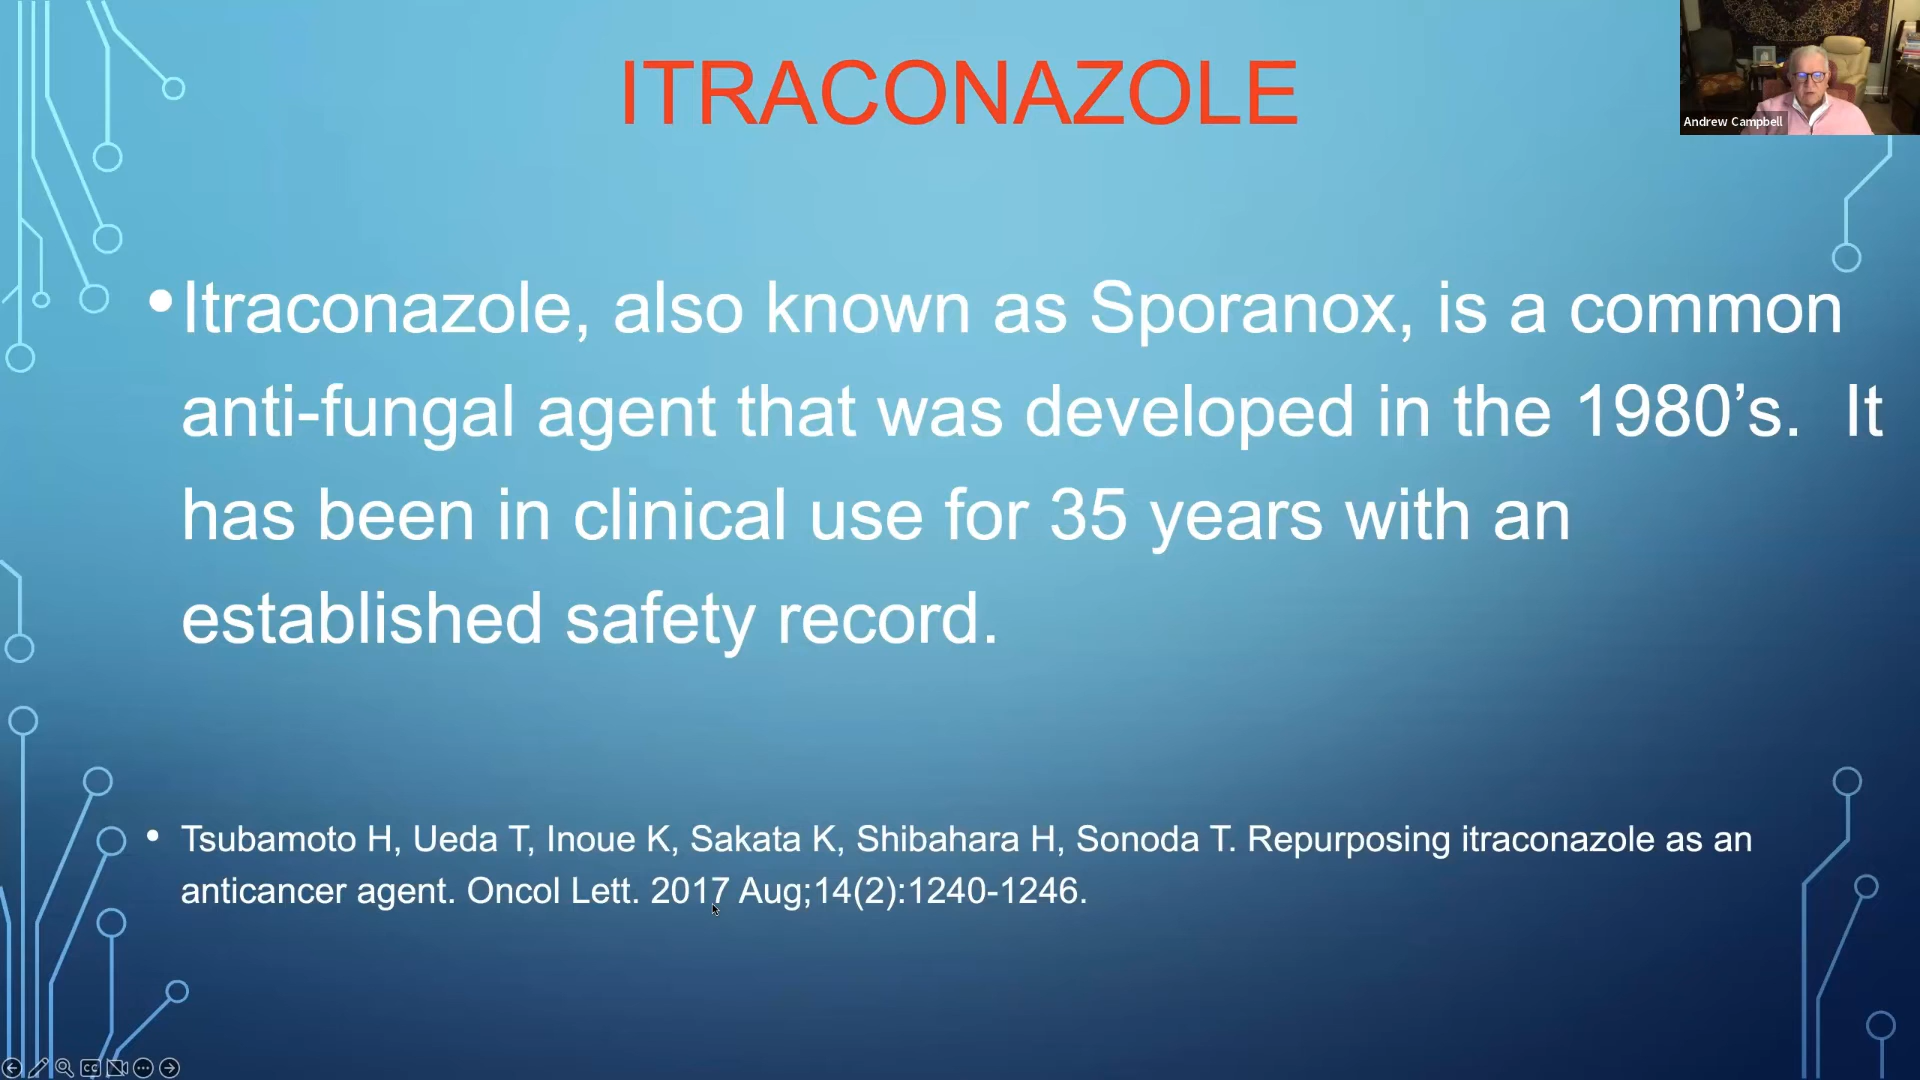 ITRACONAZOLE
Andrew Campbell
•Itraconazole, also known as Sporanox, is a common
anti-fungal agent that was developed in the 1980’s.  It
has been in clinical use for 35 years with an
established safety record.
• Tsubamoto H, Ueda T, Inoue K, Sakata K, Shibahara H, Sonoda T. Repurposing itraconazole as an
anticancer agent. Oncol Lett. 2017 Aug;14(2):1240-1246.
CC